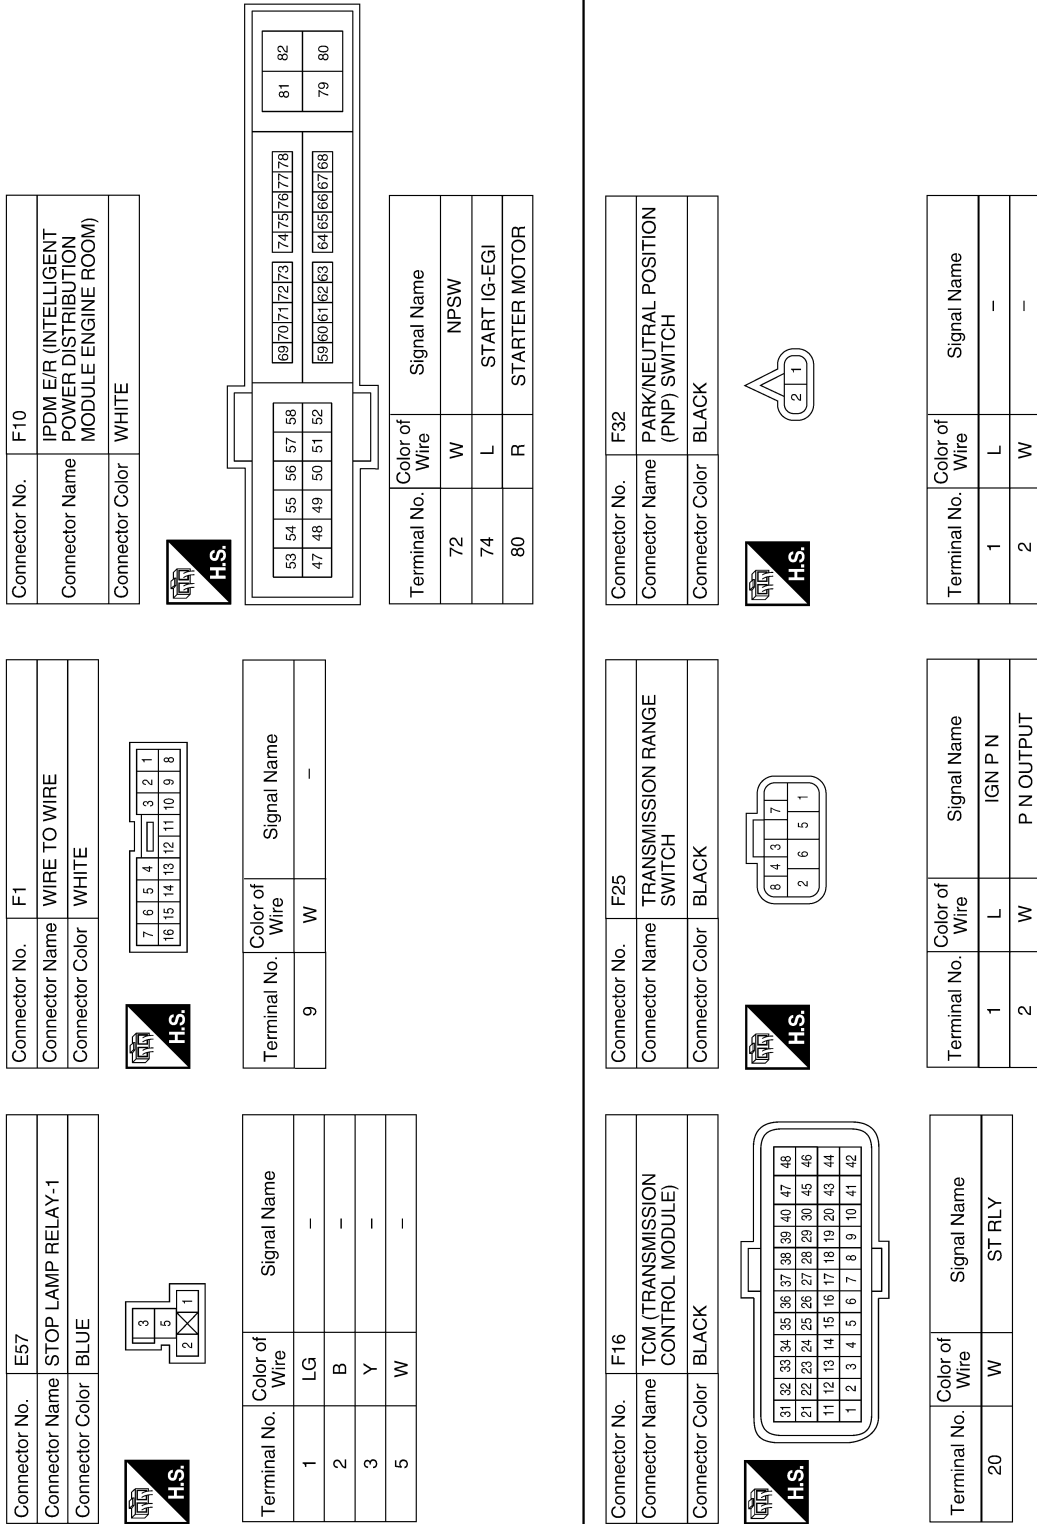 Connector No. E57
Connector Name STOP LAMP RELAY-1
Connector Color BLUE
H.S.
3
5
2 1
Terminal No. Color of Wire Signal Name
1 LG –
2 B –
3 Y –
5 W –
Connector No. F1
Connector Name WIRE TO WIRE
Connector Color WHITE
H.S.
7 6 5 4 3 2 1
16 15 14 13 12 11 10 9 8
Terminal No. Color of Wire Signal Name
9 W –
Connector No. F10
Connector Name IPDM E/R (INTELLIGENT
POWER DISTRIBUTION
MODULE ENGINE ROOM)
Connector Color WHITE
H.S.
53 54 55 56 57 58 69 70 71 72 73 74 75 76 77 78 81 82
47 48 49 50 51 52 59 60 61 62 63 64 65 66 67 68 79 80
Terminal No. Color of Wire Signal Name
72 W NPSW
74 L START IG-EGI
80 R STARTER MOTOR
Connector No. F16
Connector Name TCM (TRANSMISSION
CONTROL MODULE)
Connector Color BLACK
H.S.
31 32 33 34 35 36 37 38 39 40 47 48
21 22 23 24 25 26 27 28 29 30 45 46
11 12 13 14 15 16 17 18 19 20 43 44
1 2 3 4 5 6 7 8 9 10 41 42
Terminal No. Color of Wire Signal Name
20 W ST RLY
Connector No. F25
Connector Name TRANSMISSION RANGE
SWITCH
Connector Color BLACK
H.S.
8 4 3 7
2 6 5 1
Terminal No. Color of Wire Signal Name
1 L IGN P N
2 W P N OUTPUT
Connector No. F32
Connector Name PARK/NEUTRAL POSITION
(PNP) SWITCH
Connector Color BLACK
H.S.
2 1
Terminal No. Color of Wire Signal Name
1 L –
2 W –